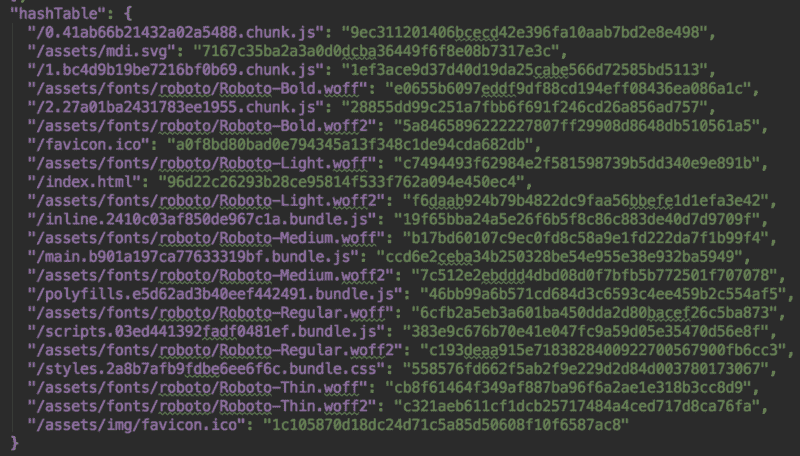 "hashTable": {
"/0.41ab66b21432a02a5488.chunk.js": "9ec311201406bcecd42e396fa10aab7bd2e8e498",
"/assets/mdi.svg": "7167c35ba2a3a0d0dcba36449f6f8e08b7317e3c",
"/1.bc4d9b19be7216bf0b69.chunk.js": "1ef3ace9d37d40d19da25cabe566d72585bd5113",
"/assets/fonts/roboto/Roboto-Bold.woff": "e0655b6097eddf9df88cd194eff08436ea086a1c",
"/2.27a01ba2431783ee1955.chunk.js": "28855dd99c251a7fbb6f691f246cd26a856ad757",
"/assets/fonts/roboto/Roboto-Bold.woff2": "5a8465896222227807ff29908d8648db510561a5",
"/favicon.ico": "a0f8bd80bad0e794345a13f348c1de94cda682db",
"/assets/fonts/roboto/Roboto-Light.woff": "c7494493f62984e2f581598739b5dd340e9e891b",
"/index.html": "96d22c26293b28ce95814f533f762a094e450ec4",
"/assets/fonts/roboto/Roboto-Light.woff2": "f6daab924b79b4822dc9faa56bbefe1d1efa3e42",
"/inline.2410c03af850de967c1a.bundle.js": "19f65bba24a5e26f6b5f8c86c883de40d7d9709f",
"/assets/fonts/roboto/Roboto-Medium.woff": "b17bd60107c9ec0fd8c58a9e1fd222da7f1b99f4",
"/main.b901a197ca77633319bf.bundle.js": "ccd6e2ceba34b250328be54e955e38e932ba5949",
"/assets/fonts/roboto/Roboto-Medium.woff2": "7c512e2ebddd4dbd08d0f7bfb5b772501f707078",
"/polyfills.e5d62ad3b40eef442491.bundle.js": "46bb99a6b571cd684d3c6593c4ee459b2c554af5",
"/assets/fonts/roboto/Roboto-Regular.woff": "6cfb2a5eb3a601ba450dda2d80bacef26c5ba873",
"/scripts.03ed441392fadf0481ef.bundle.js": "383e9c676b70e41e047fc9a59d05e35470d56e8f",
"/assets/fonts/roboto/Roboto-Regular.woff2": "c193deaa915e7183828400922700567900fb6cc3",
"/styles.2a8b7afb9fdbe6ee6f6c.bundle.css": "558576fd662f5ab2f9e229d2d84d003780173067",
"/assets/fonts/roboto/Roboto-Thin.woff": "cb8f61464f349af887ba96f6a2ae1e318b3cc8d9",
"/assets/fonts/roboto/Roboto-Thin.woff2": "c321aeb611cf1dcb25717484a4ced717d8ca76fa",
"/assets/img/favicon.ico": "1c105870d18dc24d71c5a85d50608f10f6587ac8"
}